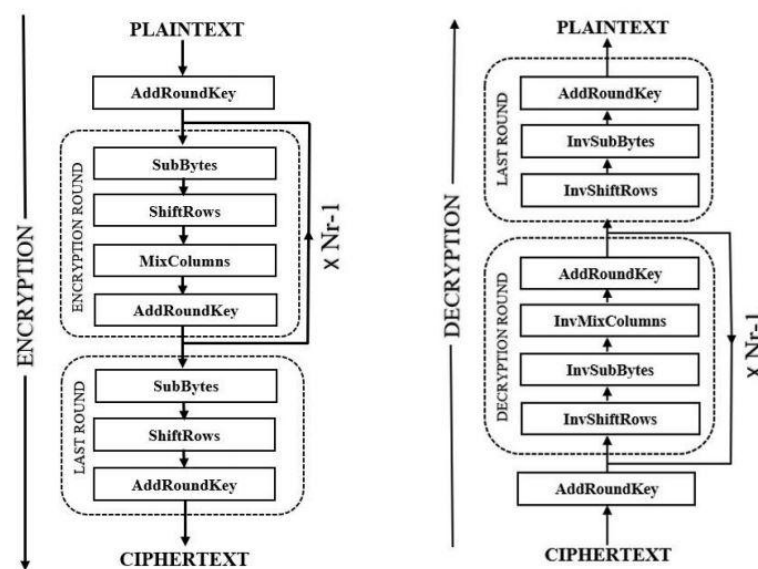 PLAINTEXT
AddRoundKey
ENCRYPTION ROUND
SubBytes
ShiftRows
MixColumns
AddRoundKey
X Nr-1
LAST ROUND
SubBytes
ShiftRows
AddRoundKey
CIPHERTEXT
ENCRYPTION
PLAINTEXT
LAST ROUND
AddRoundKey
InvSubBytes
InvShiftRows
DECRYPTION ROUND
AddRoundKey
InvMixColumns
InvSubBytes
InvShiftRows
X Nr-1
AddRoundKey
CIPHERTEXT
DECRYPTION